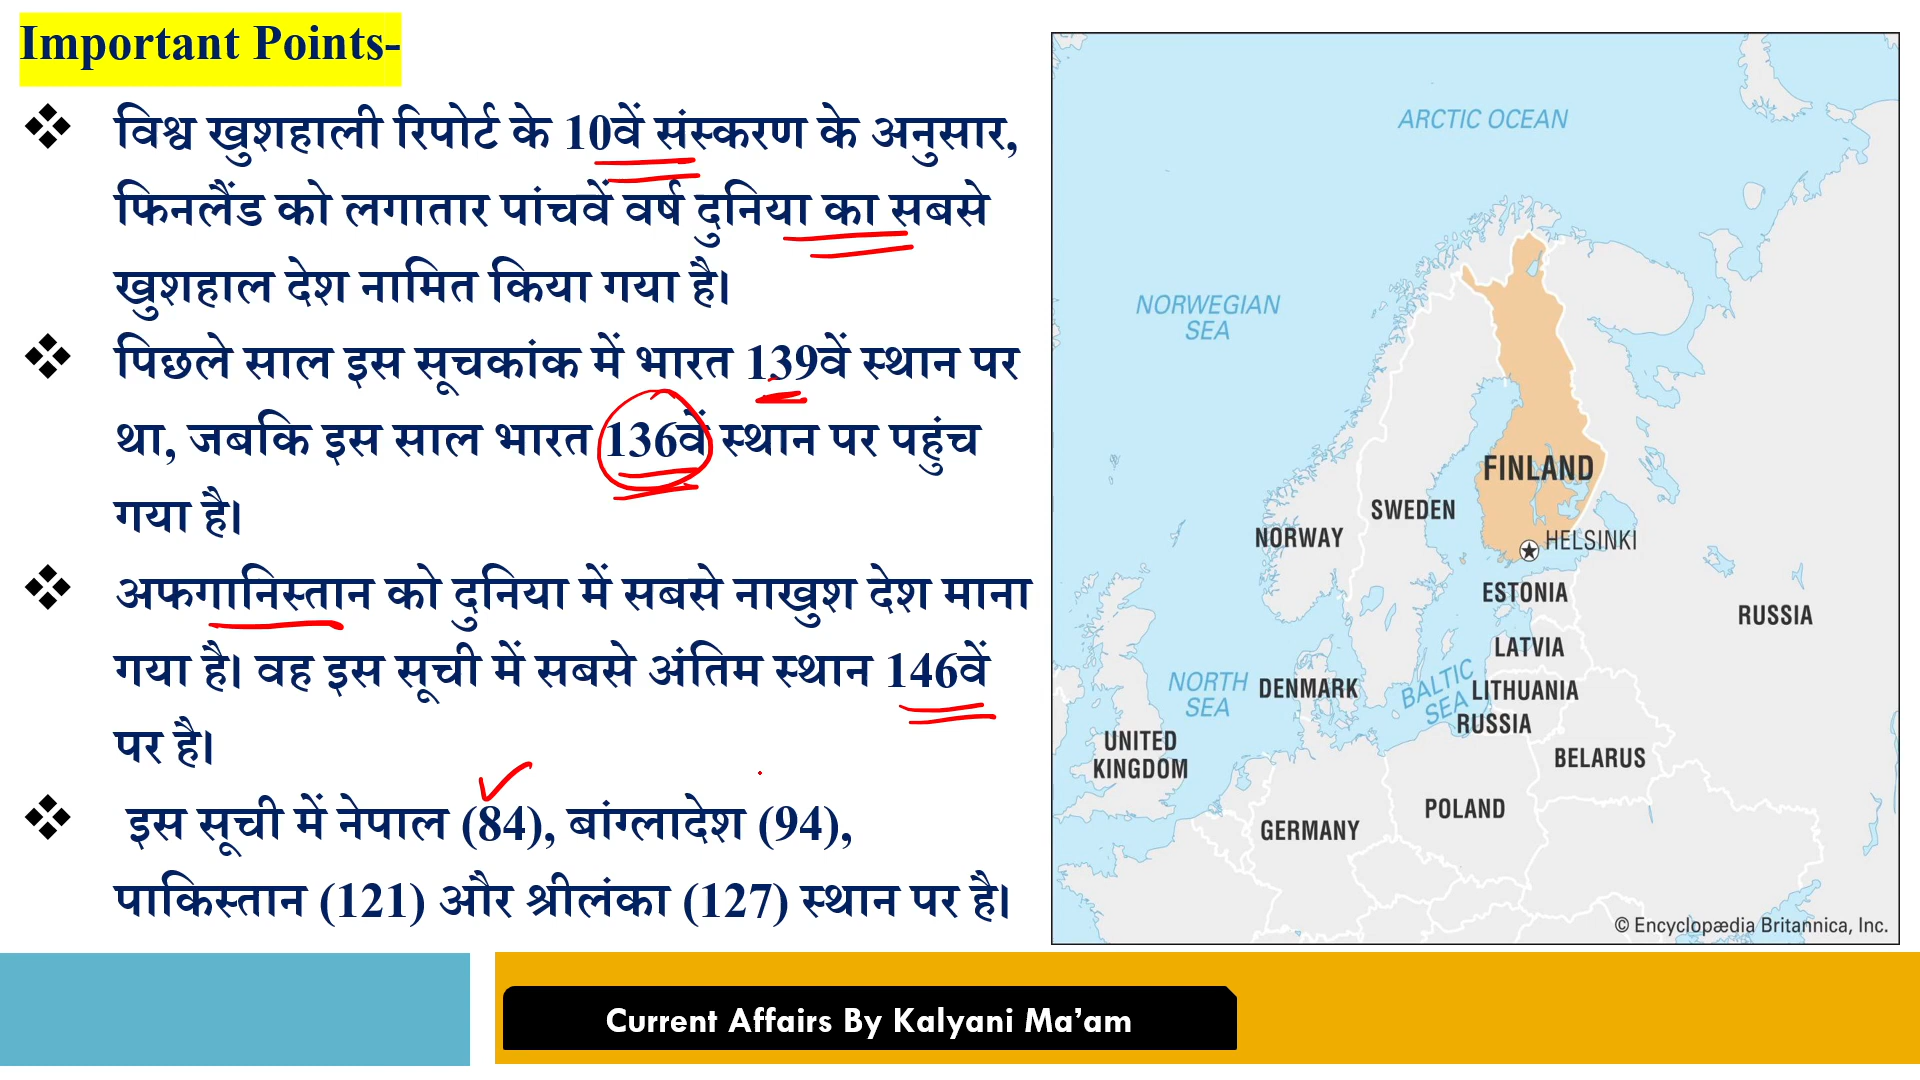 Important Points-
❖ विश्व खुशहाली रिपोर्ट के 10वें संस्करण के अनुसार,
फिनलैंड को लगातार पांचवें वर्ष दुनिया का सबसे
खुशहाल देश नामित किया गया है।
❖ पिछले साल इस सूचकांक में भारत 139वें स्थान पर
था, जबकि इस साल भारत 136वें स्थान पर पहुंच
गया है।
❖ अफगानिस्तान को दुनिया में सबसे नाखुश देश माना
गया है। वह इस सूची में सबसे अंतिम स्थान 146वें
पर है।
❖ इस सूची में नेपाल (84), बांग्लादेश (94),
पाकिस्तान (121) और श्रीलंका (127) स्थान पर है।
ARCTIC OCEAN
NORWEGIAN
SEA
FINLAND
SWEDEN
NORWAY
HELSINKI
ESTONIA
RUSSIA
LATVIA
NORTH
SEA
DENMARK
BALTIC
SEA
LITHUANIA
RUSSIA
UNITED
KINGDOM
BELARUS
POLAND
GERMANY
© Encyclopædia Britannica, Inc.
Current Affairs By Kalyani Ma’am